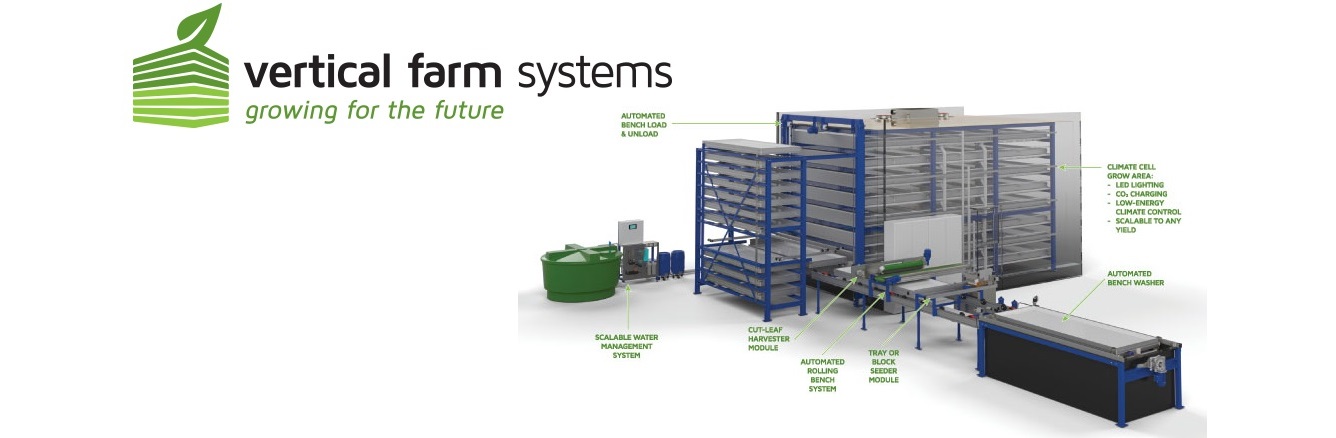 vertical farm systems
growing for the future
AUTOMATED
BENCH LOAD
& UNLOAD
CLIMATE CELL
GROW AREA:
- LED LIGHTING
- CO₂ CHARGING
- LOW-ENERGY
CLIMATE CONTROL
- SCALABLE TO ANY
YIELD
AUTOMATED
BENCH WASHER
SCALABLE WATER
MANAGEMENT
SYSTEM
CUT-LEAF
HARVESTER
MODULE
AUTOMATED
ROLLING
BENCH
SYSTEM
TRAY OR
BLOCK
SEEDER
MODULE